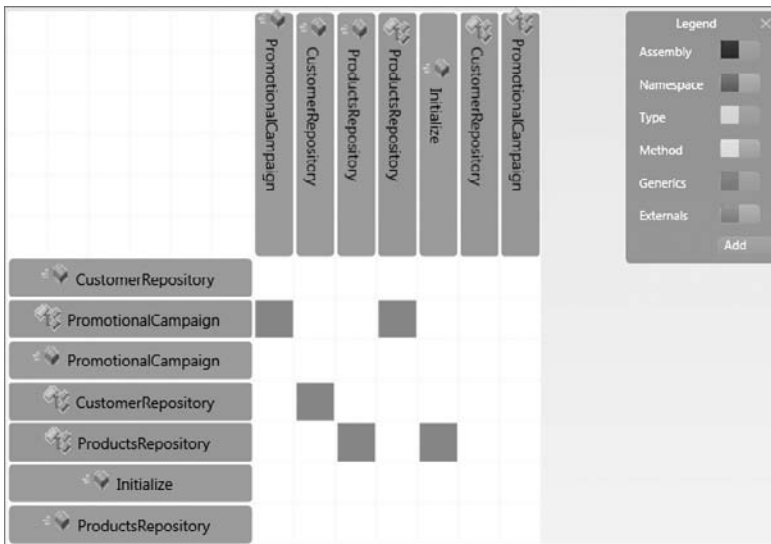 PromotionalCampaign
CustomerRepository
ProductsRepository
ProductsRepository
Initialize
CustomerRepository
PromotionalCampaign
Legend
Assembly
Namespace
Type
Method
Generics
Externals
Add
CustomerRepository
PromotionalCampaign
PromotionalCampaign
CustomerRepository
ProductsRepository
Initialize
ProductsRepository